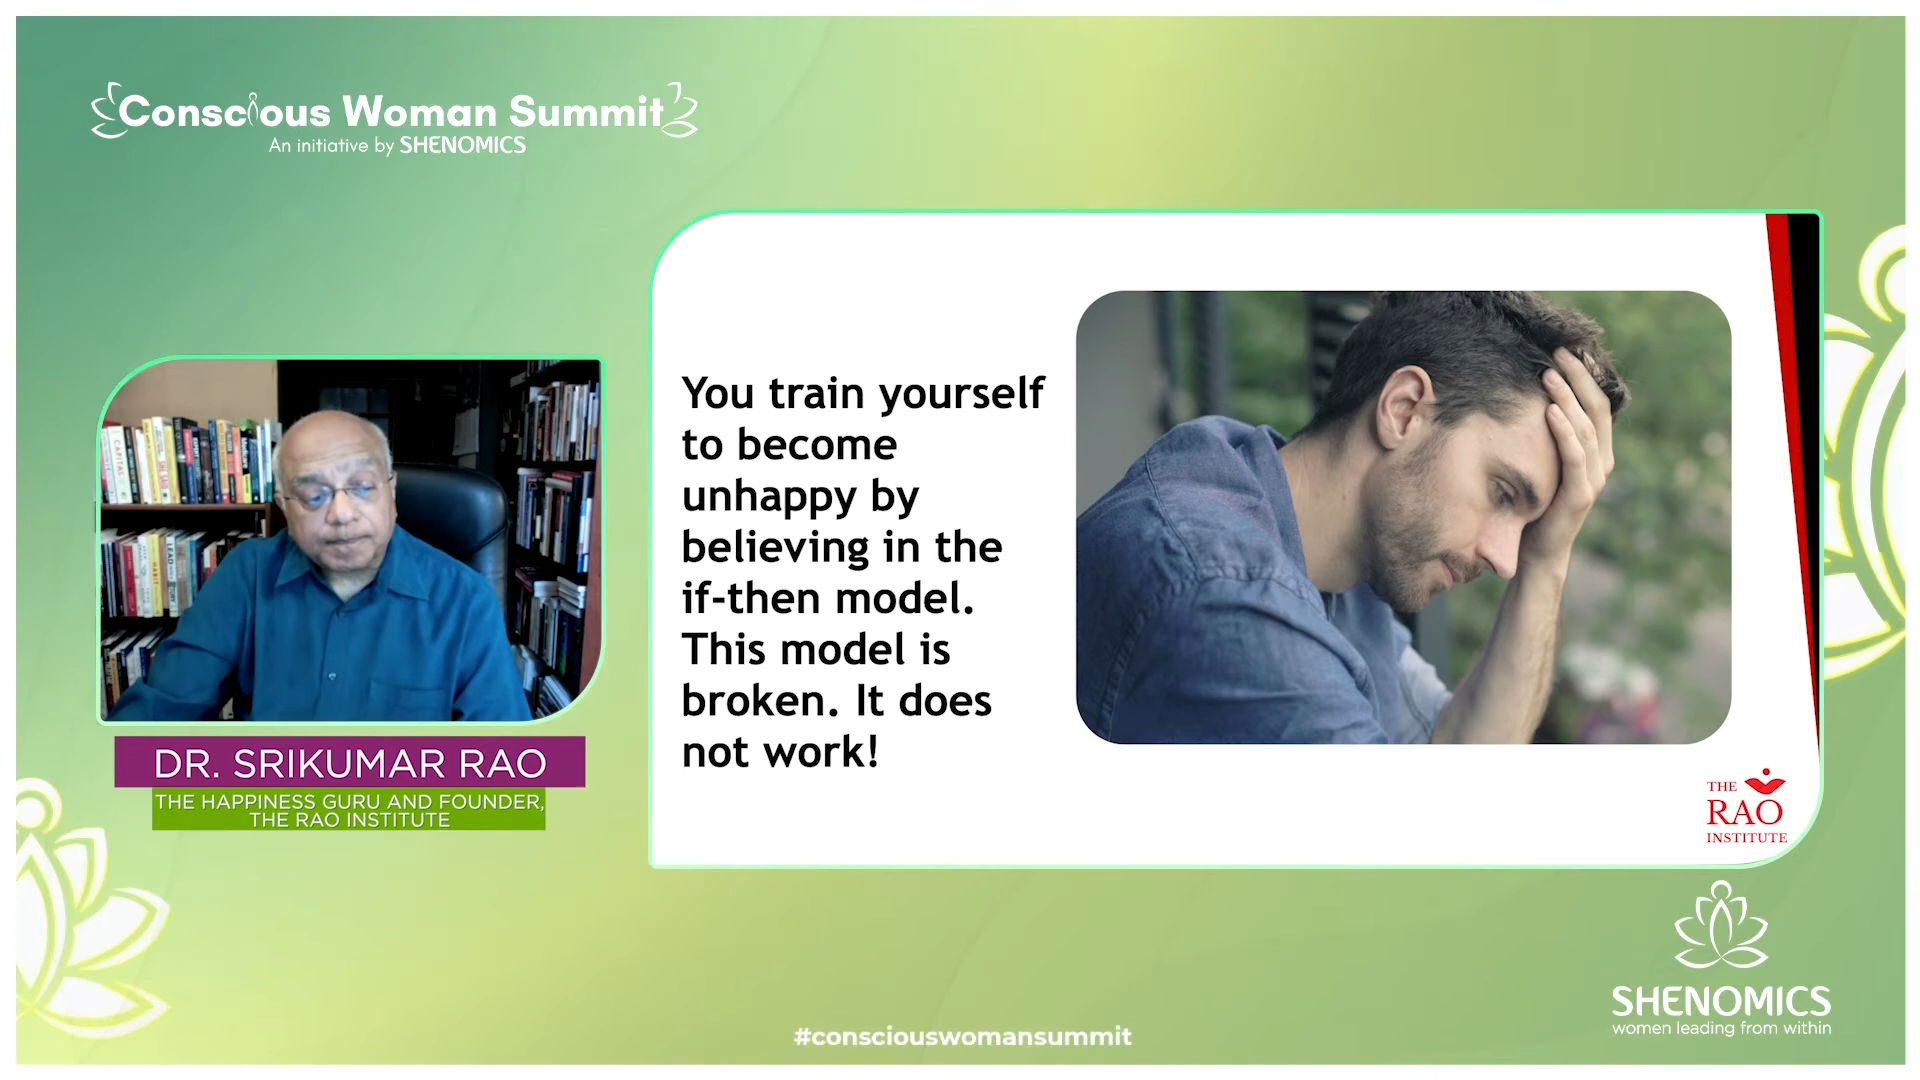 Conscious Woman Summit
An initiative by SHENOMICS
You train yourself
to become
unhappy by
believing in the
if-then model.
This model is
broken. It does
not work!
DR. SRIKUMAR RAO
THE HAPPINESS GURU AND FOUNDER,
THE RAO INSTITUTE
THE
RAO
INSTITUTE
SHENOMICS
women leading from within
#consciouswomansummit
CAPITAL